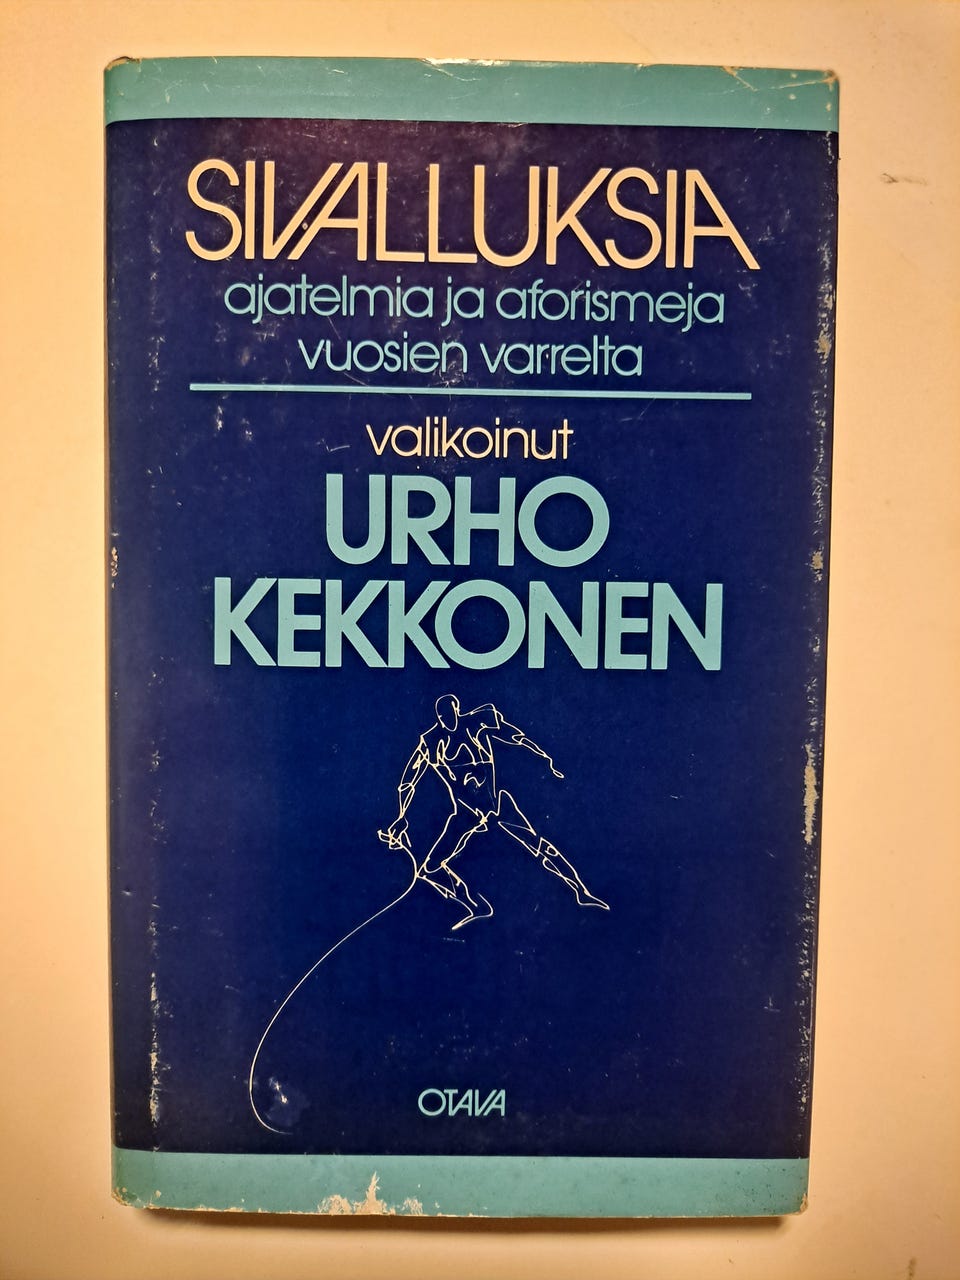 SIVALLUKSIA
ajatelmia ja aforismeja
vuosien varrelta
valikoinut
URHO
KEKKONEN
OTAVA